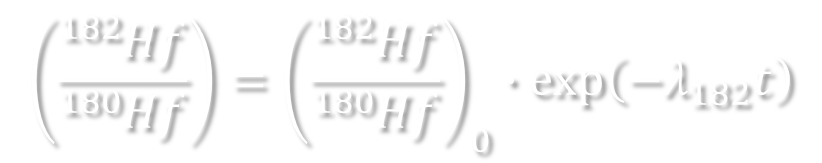 (¹⁸²Hf / ¹⁸⁰Hf) = (¹⁸²Hf / ¹⁸⁰Hf)₀ · exp(−λ₁₈₂t)